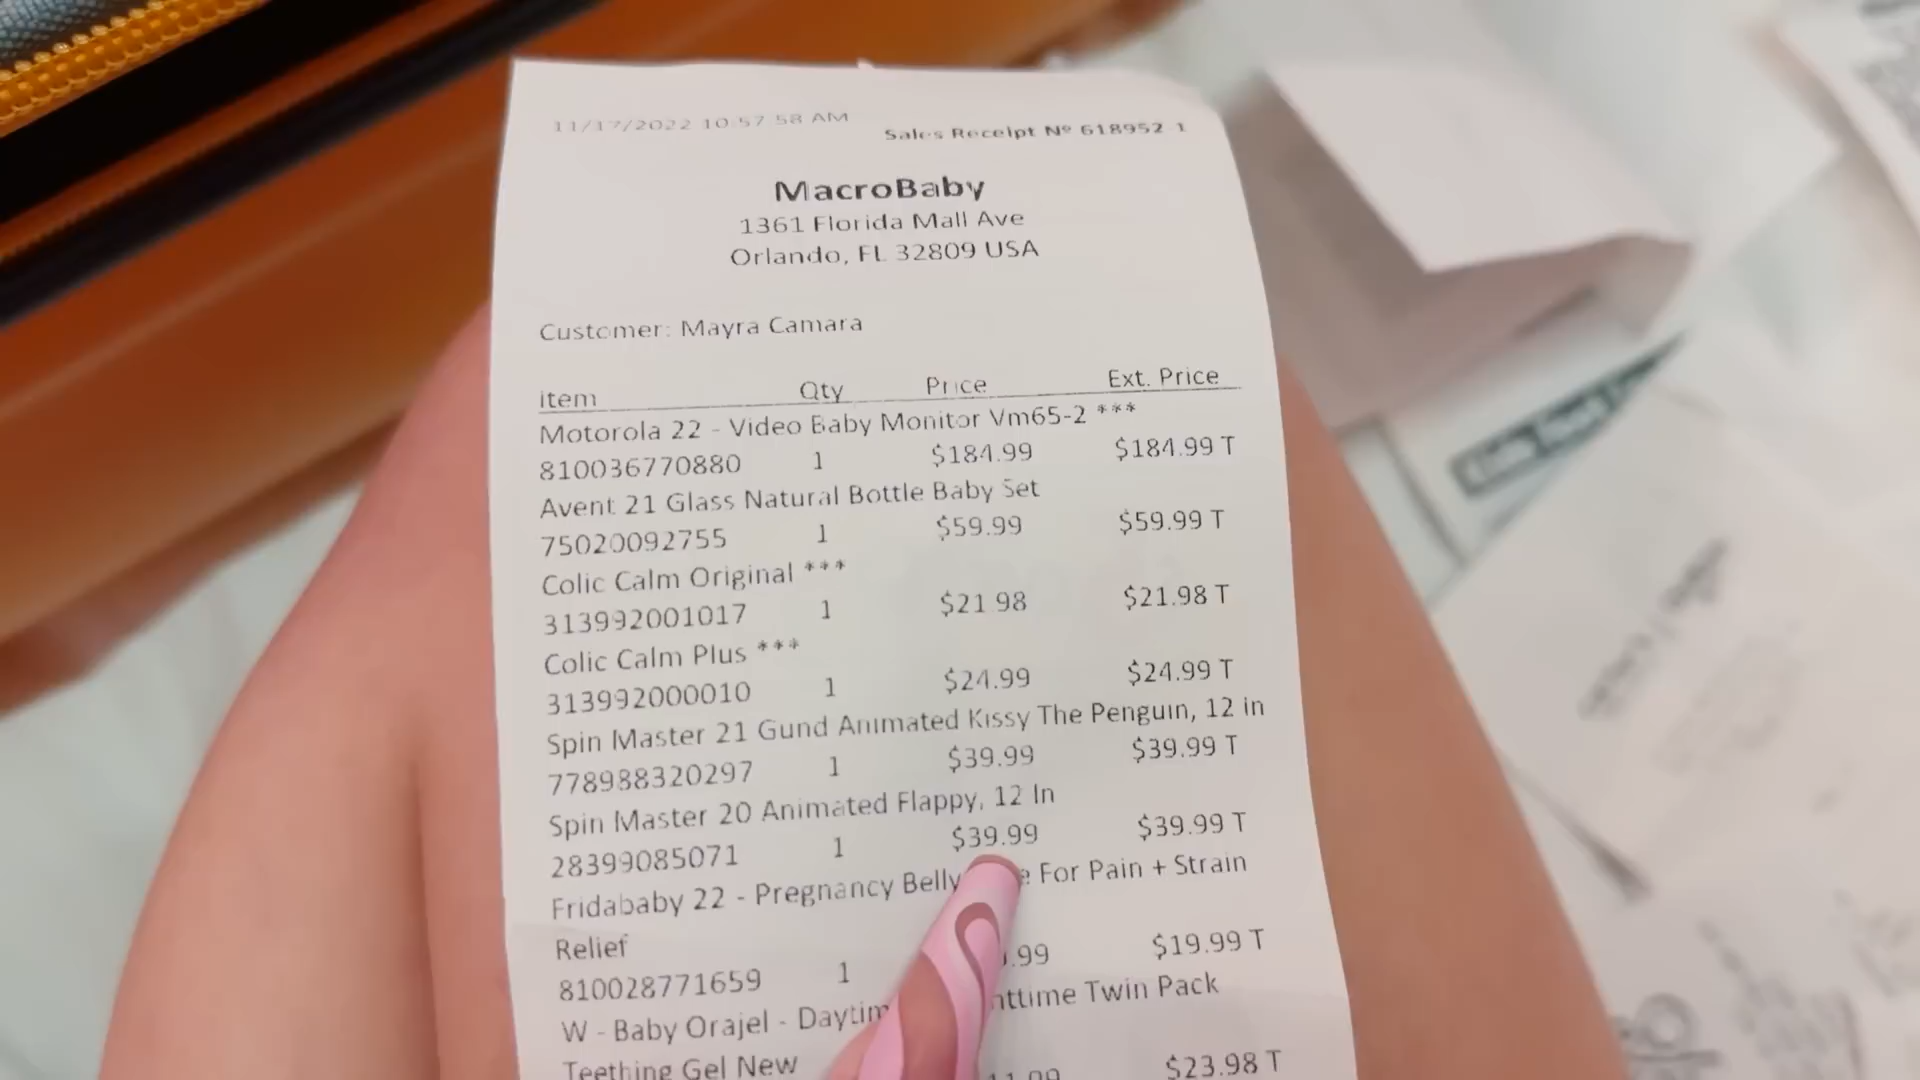 11/17/2022 10:57:58 AM
Sales Receipt Nº 618952-1
MacroBaby
1361 Florida Mall Ave
Orlando, FL 32809 USA
Customer: Mayra Camara
item Qty Price Ext. Price
Motorola 22 - Video Baby Monitor Vm65-2 ***
810036770880 1 $184.99 $184.99 T
Avent 21 Glass Natural Bottle Baby Set
75020092755 1 $59.99 $59.99 T
Colic Calm Original ***
313992001017 1 $21 98 $21.98 T
Colic Calm Plus ***
313992000010 1 $24.99 $24.99 T
Spin Master 21 Gund Animated Kissy The Penguin, 12 in
778988320297 1 $39.99 $39.99 T
Spin Master 20 Animated Flappy, 12 In
28399085071 1 $39.99 $39.99 T
Fridababy 22 - Pregnancy Belly For Pain + Strain
Relief
810028771659 1 .99 $19.99 T
W - Baby Orajel - Daytim ttime Twin Pack
Teething Gel New
$23.98 T